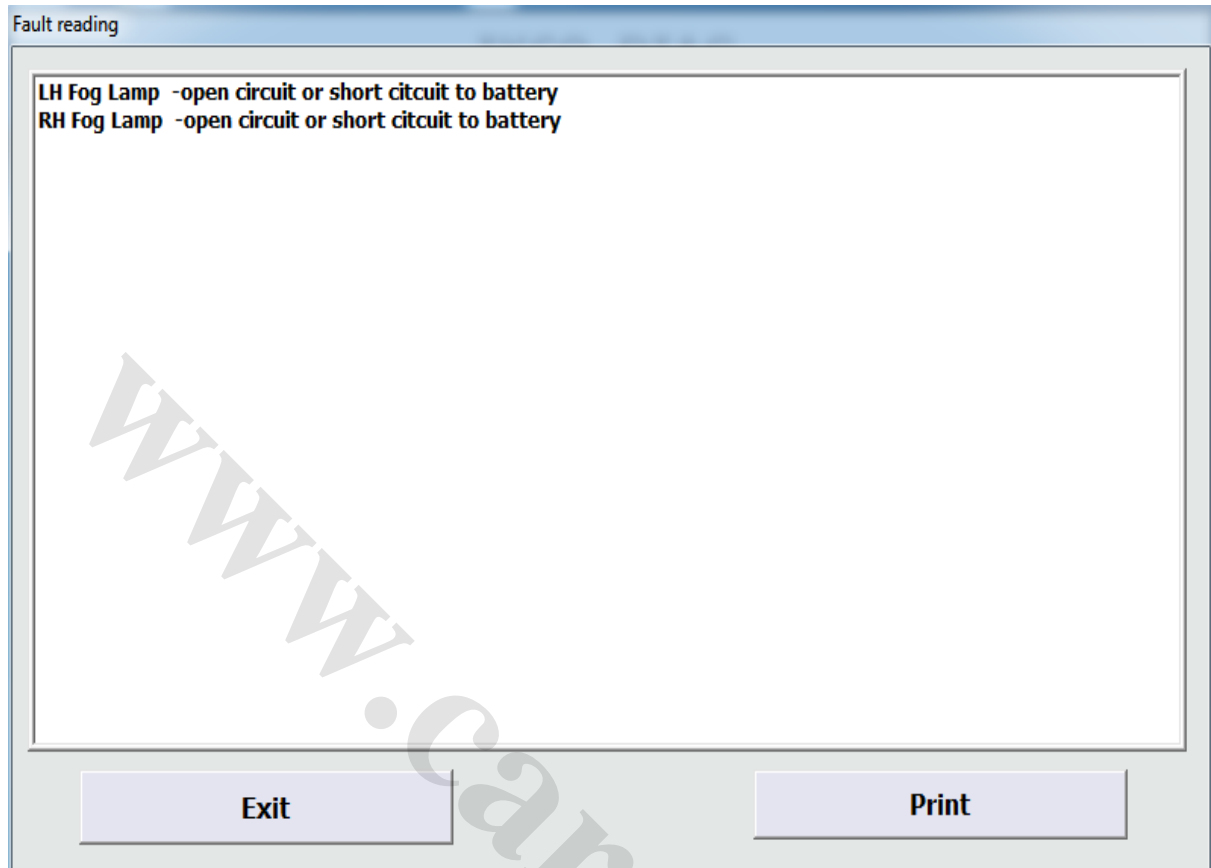 Fault reading
LH Fog Lamp -open circuit or short citcuit to battery
RH Fog Lamp -open circuit or short citcuit to battery
www.car
Exit
Print